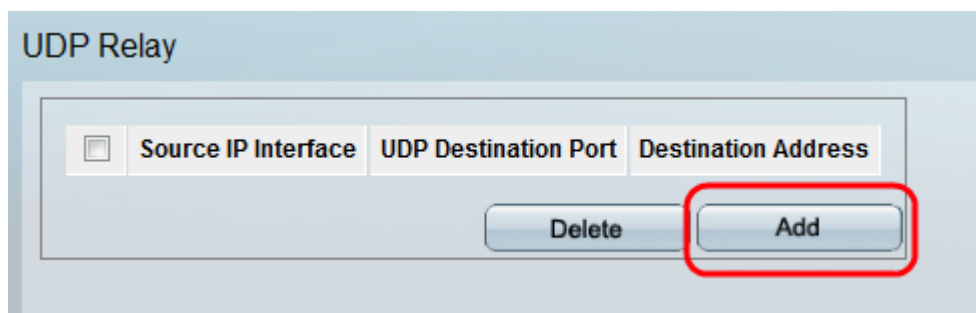 UDP Relay
Source IP Interface UDP Destination Port Destination Address
Delete Add